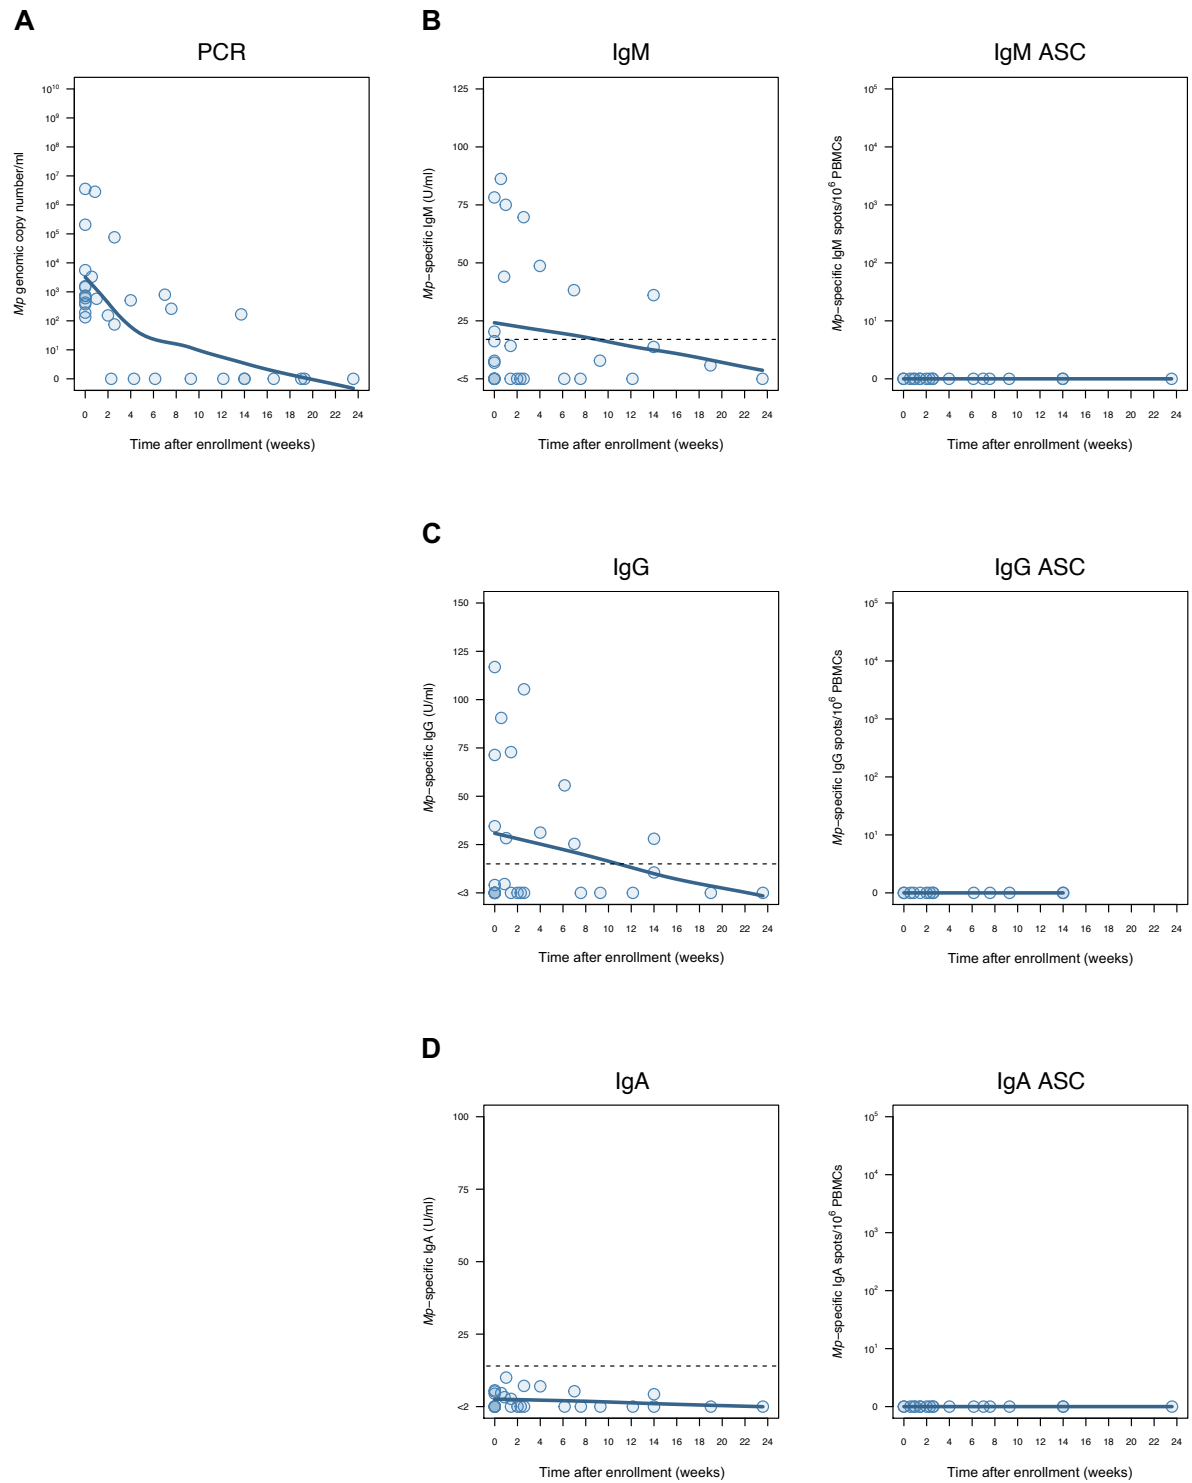 A
B
PCR
IgM
IgM ASC
Mp genomic copy number/ml
10¹⁰
10⁹
10⁸
10⁷
10⁶
10⁵
10⁴
10³
10²
10¹
0
0 2 4 6 8 10 12 14 16 18 20 22 24
Time after enrollment (weeks)
Mp−specific IgM (U/ml)
125
100
75
50
25
<5
0 2 4 6 8 10 12 14 16 18 20 22 24
Time after enrollment (weeks)
Mp−specific IgM spots/10⁶ PBMCs
10⁵
10⁴
10³
10²
10¹
0
0 2 4 6 8 10 12 14 16 18 20 22 24
Time after enrollment (weeks)
C
IgG
IgG ASC
Mp−specific IgG (U/ml)
150
125
100
75
50
25
<3
0 2 4 6 8 10 12 14 16 18 20 22 24
Time after enrollment (weeks)
Mp−specific IgG spots/10⁶ PBMCs
10⁵
10⁴
10³
10²
10¹
0
0 2 4 6 8 10 12 14 16 18 20 22 24
Time after enrollment (weeks)
D
IgA
IgA ASC
Mp−specific IgA (U/ml)
100
75
50
25
<2
0 2 4 6 8 10 12 14 16 18 20 22 24
Time after enrollment (weeks)
Mp−specific IgA spots/10⁶ PBMCs
10⁵
10⁴
10³
10²
10¹
0
0 2 4 6 8 10 12 14 16 18 20 22 24
Time after enrollment (weeks)